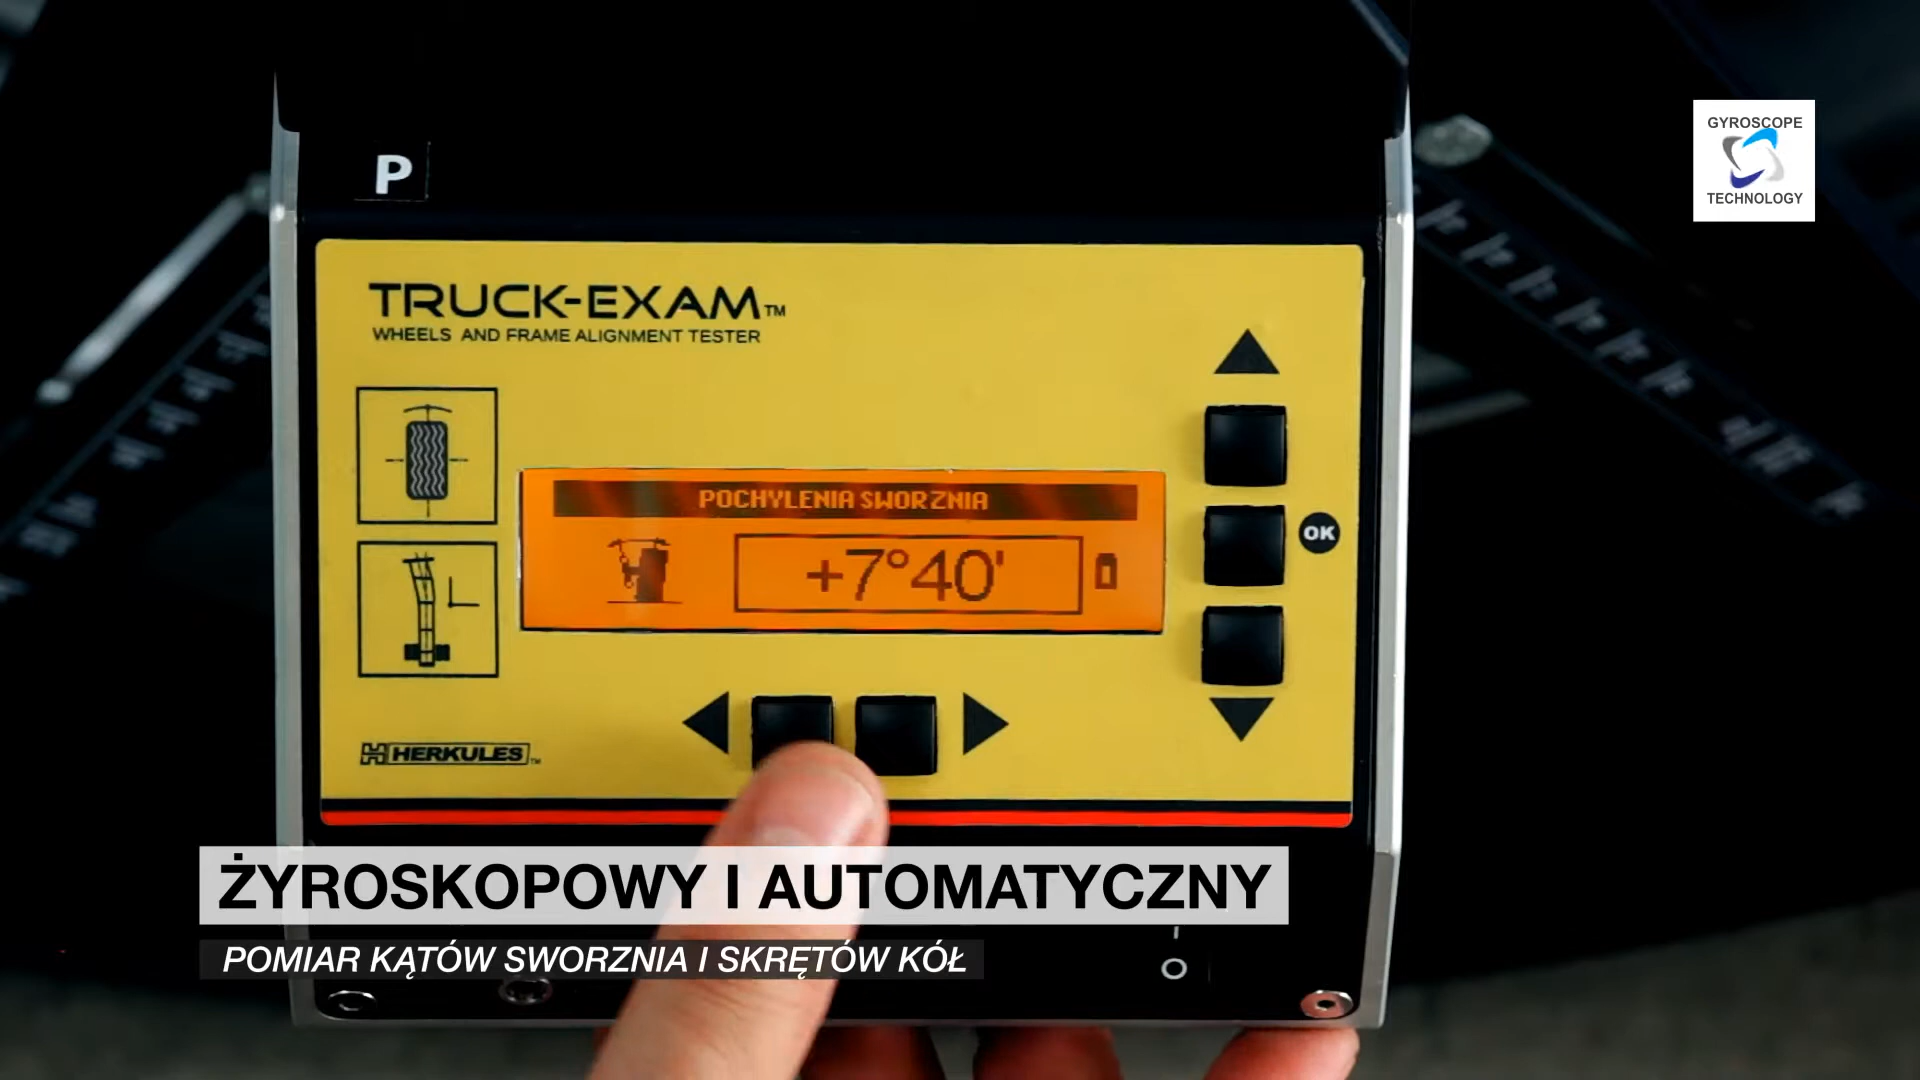 GYROSCOPE
TECHNOLOGY
P
TRUCK-EXAM™
WHEELS AND FRAME ALIGNMENT TESTER
POCHYLENIA SWORZNIA
+7°40'
OK
HERKULES™
ŻYROSKOPOWY I AUTOMATYCZNY
POMIAR KĄTÓW SWORZNIA I SKRĘTÓW KÓŁ